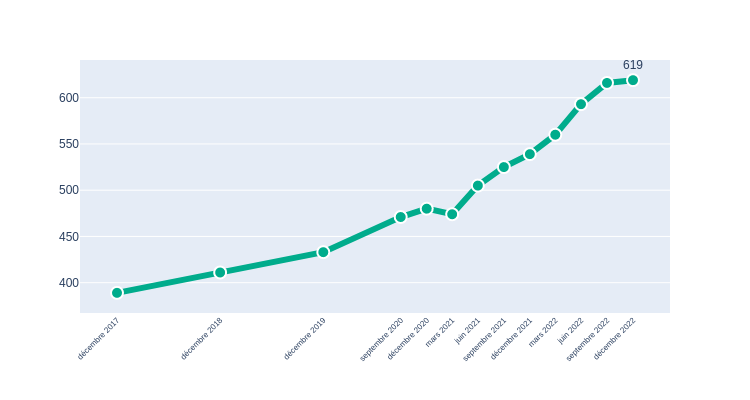 619
600
550
500
450
400
décembre 2017
décembre 2018
décembre 2019
septembre 2020
décembre 2020
mars 2021
juin 2021
septembre 2021
décembre 2021
mars 2022
juin 2022
septembre 2022
décembre 2022